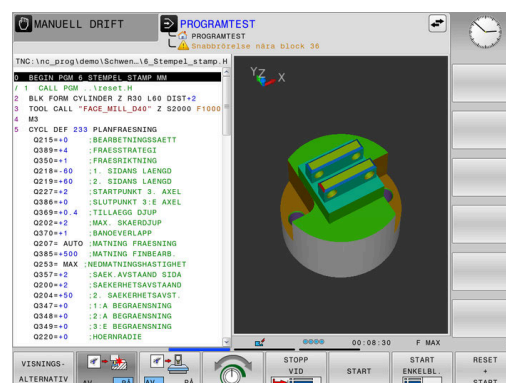 MANUELL DRIFT
PROGRAMTEST
PROGRAMTEST
Snabbrörelse nära block 36
TNC:\nc_prog\demo\Schwen…\6_Stempel_stamp.H
0 BEGIN PGM 6_STEMPEL_STAMP MM
/ 1 CALL PGM ..\reset.H
2 BLK FORM CYLINDER Z R30 L60 DIST+2
3 TOOL CALL "FACE_MILL_D40" Z S2000 F1000
4 M3
5 CYCL DEF 233 PLANFRAESNING
Q215=+0 ;BEARBETNINGSSAETT
Q389=+4 ;FRAESSTRATEGI
Q350=+1 ;FRAESRIKTNING
Q218=-60 ;1. SIDANS LAENGD
Q219=+60 ;2. SIDANS LAENGD
Q227=+2 ;STARTPUNKT 3. AXEL
Q386=+0 ;SLUTPUNKT 3:E AXEL
Q369=+0.4 ;TILLAEGG DJUP
Q202=+2 ;MAX. SKAERDJUP
Q370=+1 ;BANOEVERLAPP
Q207= AUTO ;MATNING FRAESNING
Q385=+500 ;MATNING FINBEARB.
Q253= MAX ;NEDMATNINGSHASTIGHET
Q357=+2 ;SAEK.AVSTAAND SIDA
Q200=+2 ;SAEKERHETSAVSTAAND
Q204=+50 ;2. SAEKERHETSAVST.
Q347=+0 ;1:A BEGRAENSNING
Q348=+0 ;2:A BEGRAENSNING
Q349=+0 ;3:E BEGRAENSNING
Q220=+0 ;HOERNRADIE
YZ X
00:08:30 F MAX
VISNINGS-
ALTERNATIV
AV PÅ
AV PÅ
STOPP
VID
START
START
ENKELBL.
RESET
+
START